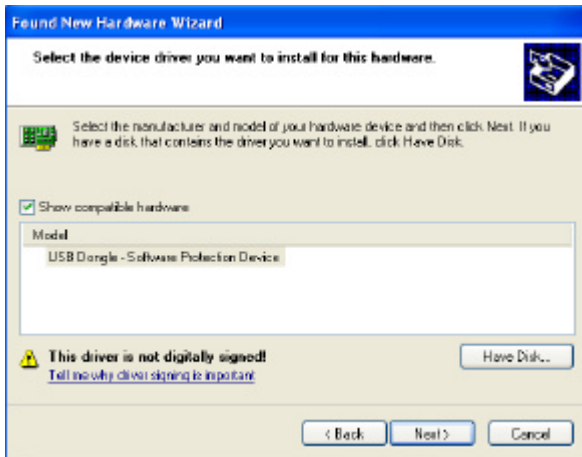 Found New Hardware Wizard
Select the device driver you want to install for this hardware.
Select the manufacturer and model of your hardware device and then click Next. If you
have a disk that contains the driver you want to install, click Have Disk.
Show compatible hardware
Model
USB Dongle - Software Protection Device
This driver is not digitally signed!
Have Disk...
Tell me why driver signing is important
< Back
Next >
Cancel